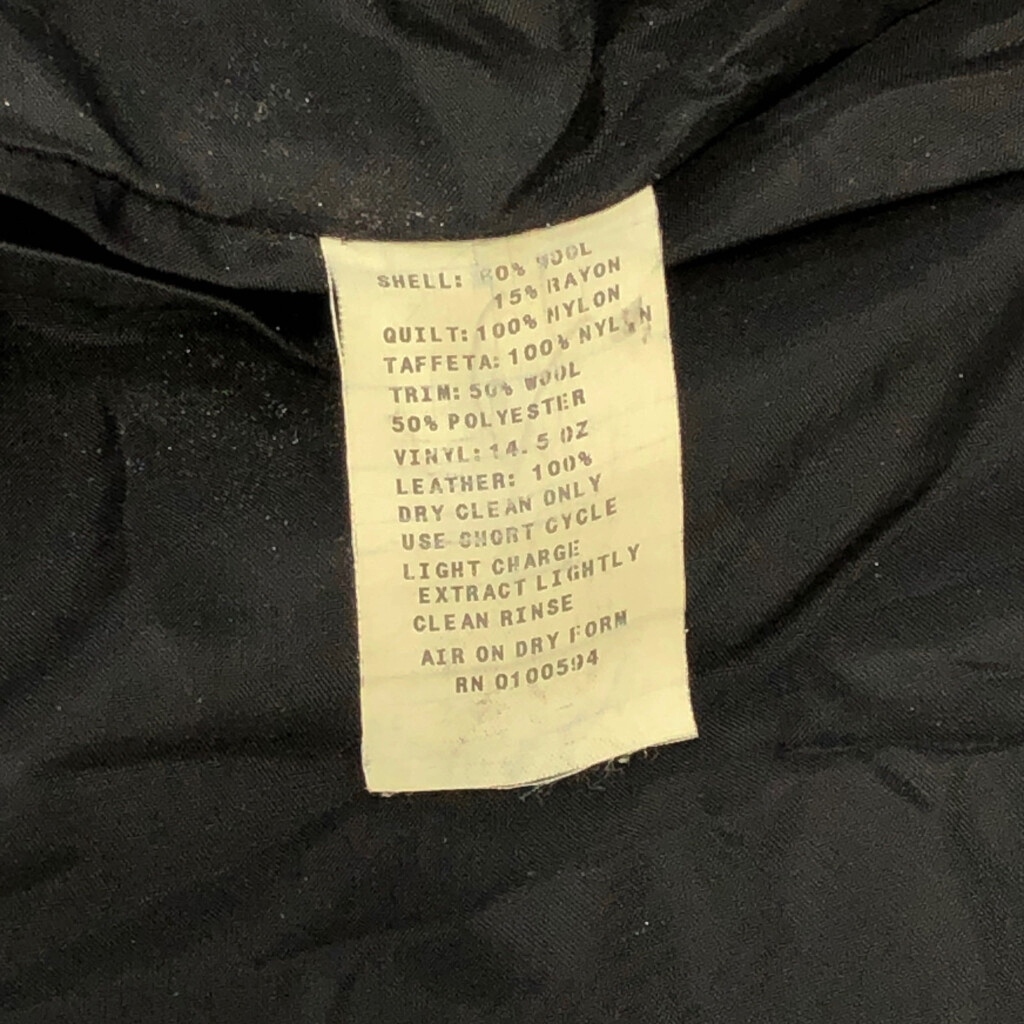 SHELL: 80% WOOL
15% RAYON
QUILT: 100% NYLON
TAFFETA: 100% NYLON
TRIM: 50% WOOL
50% POLYESTER
VINYL: 14.5 OZ
LEATHER: 100%
DRY CLEAN ONLY
USE SHORT CYCLE
LIGHT CHARGE
EXTRACT LIGHTLY
CLEAN RINSE
AIR ON DRY FORM
RN 0100594